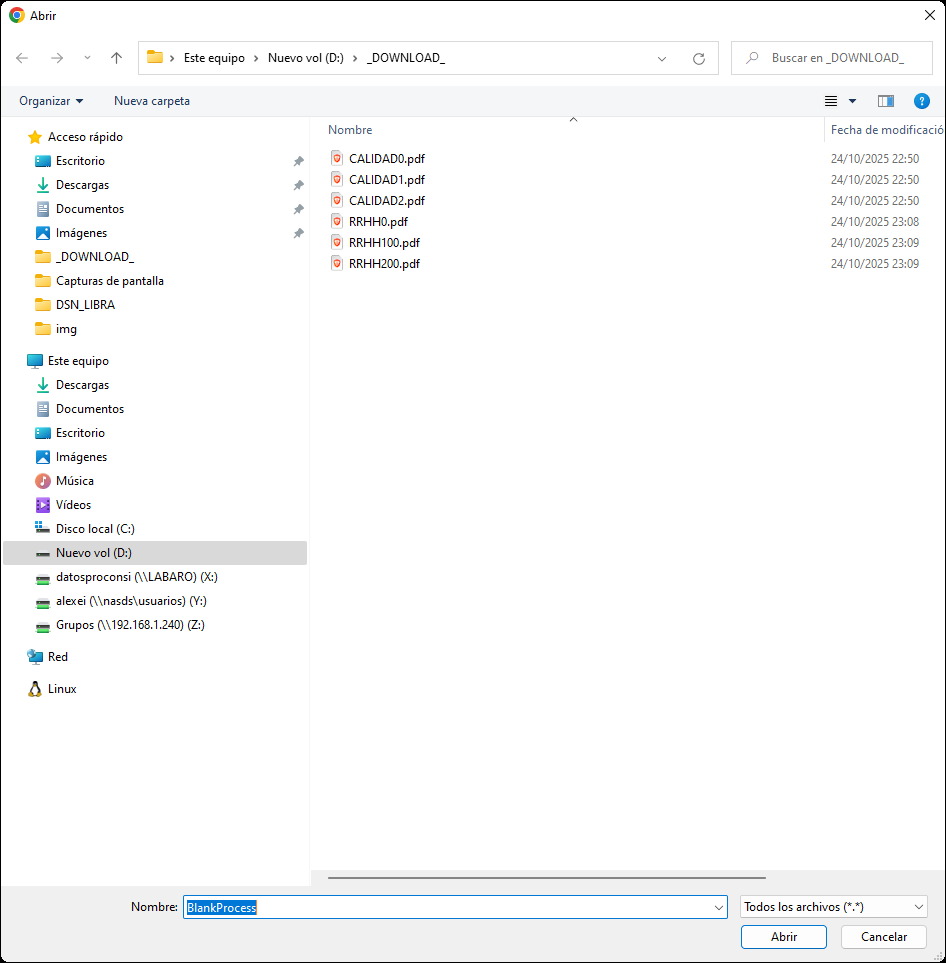 Abrir
Este equipo > Nuevo vol (D:) > _DOWNLOAD_
Buscar en _DOWNLOAD_
Organizar
Nueva carpeta
Acceso rápido
Escritorio
Descargas
Documentos
Imágenes
_DOWNLOAD_
Capturas de pantalla
DSN_LIBRA
img
Este equipo
Descargas
Documentos
Escritorio
Imágenes
Música
Vídeos
Disco local (C:)
Nuevo vol (D:)
datosproconsi (\\LABARO) (X:)
alexei (\\nasds\usuarios) (Y:)
Grupos (\\192.168.1.240) (Z:)
Red
Linux
Nombre Fecha de modificació
CALIDAD0.pdf 24/10/2025 22:50
CALIDAD1.pdf 24/10/2025 22:50
CALIDAD2.pdf 24/10/2025 22:50
RRHH0.pdf 24/10/2025 23:08
RRHH100.pdf 24/10/2025 23:09
RRHH200.pdf 24/10/2025 23:09
Nombre: BlankProcess
Todos los archivos (*.*)
Abrir
Cancelar